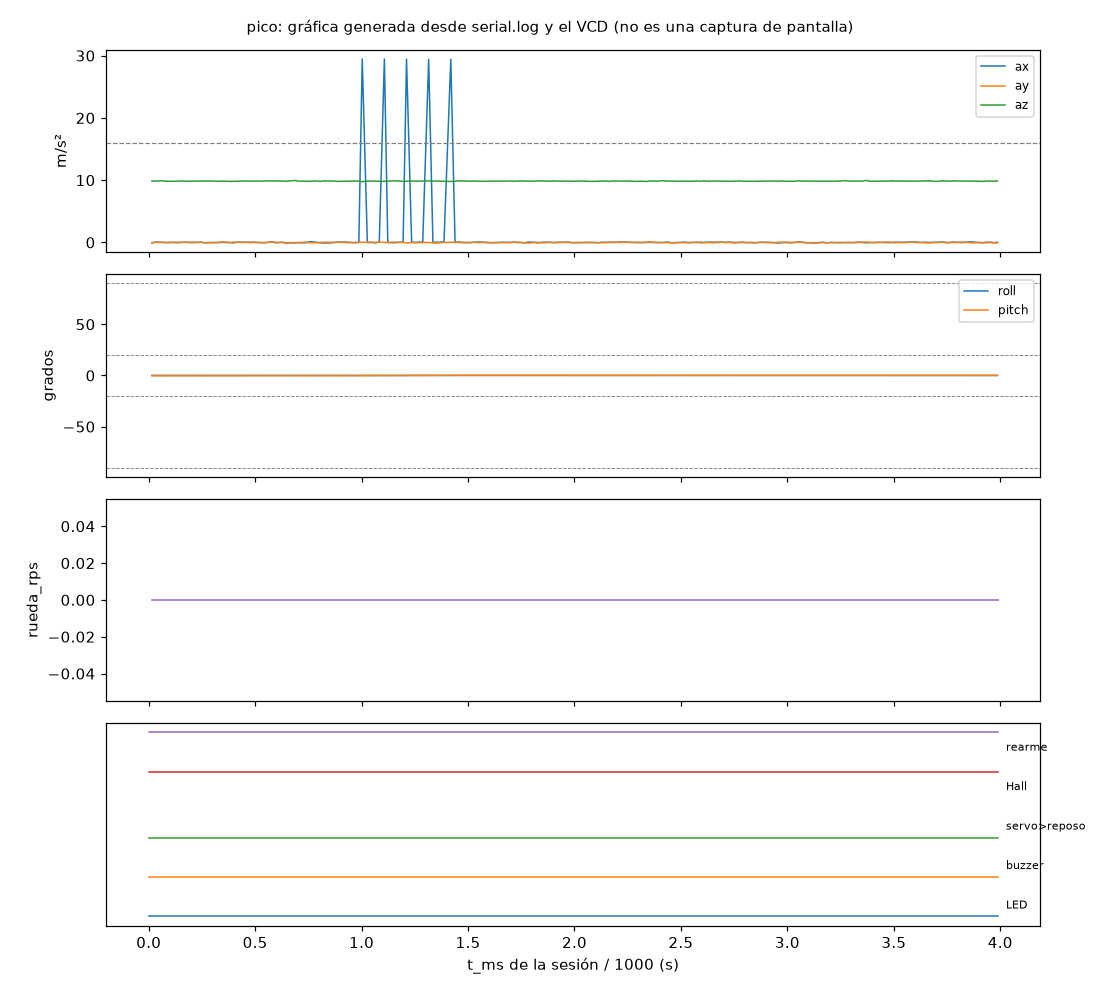 pico: gráfica generada desde serial.log y el VCD (no es una captura de pantalla)
30
20
10
0
m/s²
ax
ay
az
50
0
−50
grados
roll
pitch
0.04
0.02
0.00
−0.02
−0.04
rueda_rps
rearme
Hall
servo>reposo
buzzer
LED
0.0 0.5 1.0 1.5 2.0 2.5 3.0 3.5 4.0
t_ms de la sesión / 1000 (s)